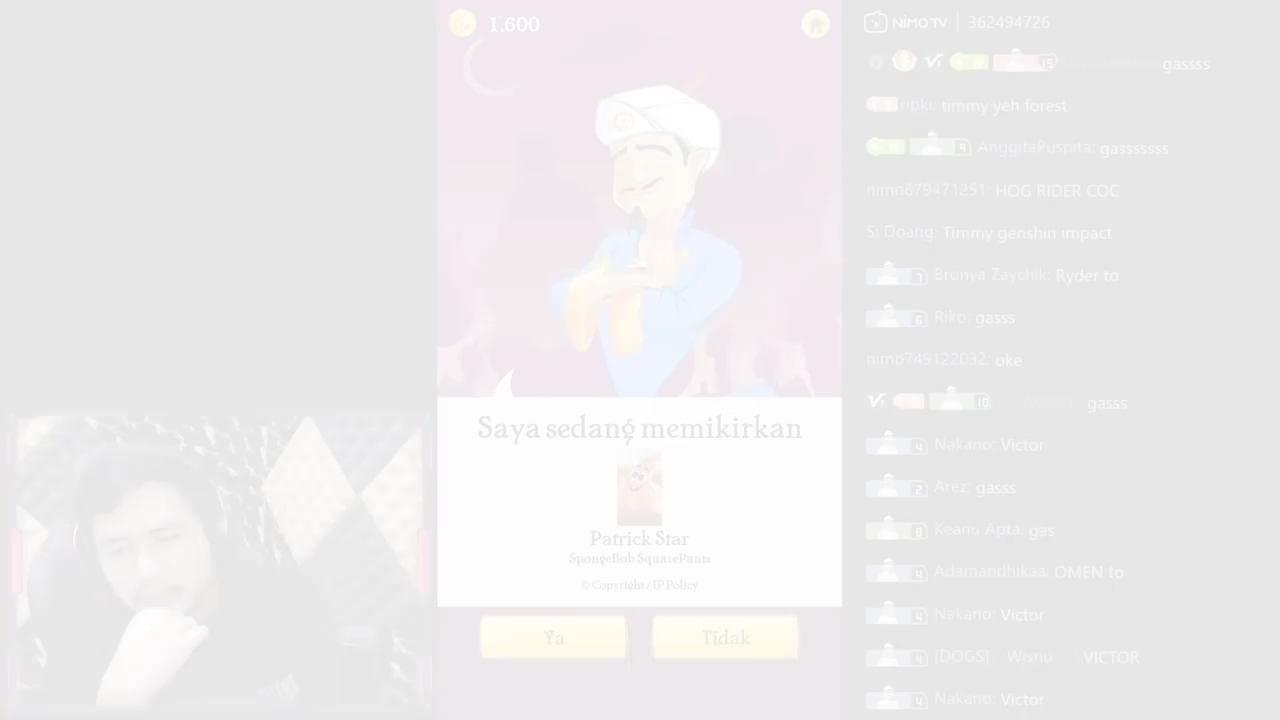 1.600
NIMO TV | 362494726
gassss
ripki: timmy yeh forest
AnggitaPuspita: gasssssss
nimo879471251: HOG RIDER COC
Si Doang: Timmy genshin impact
Bronya Zaychik: Ryder to
Riko: gasss
nimo749122032: oke
gasss
Nakano: Victor
Arez: gasss
Keanu Apta: gas
Adamandhikaa: OMEN to
Nakano: Victor
[DOGS] Wisnu VICTOR
Nakano: Victor
Saya sedang memikirkan
Patrick Star
SpongeBob SquarePants
© Copyright / IP Policy
Ya
Tidak